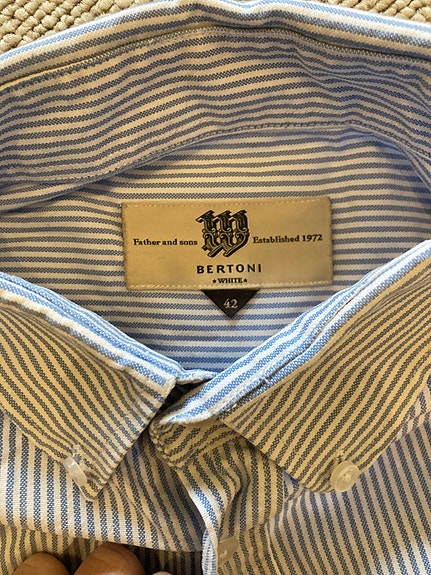 Father and sons
Established 1972
BERTONI
★ WHITE ★
42